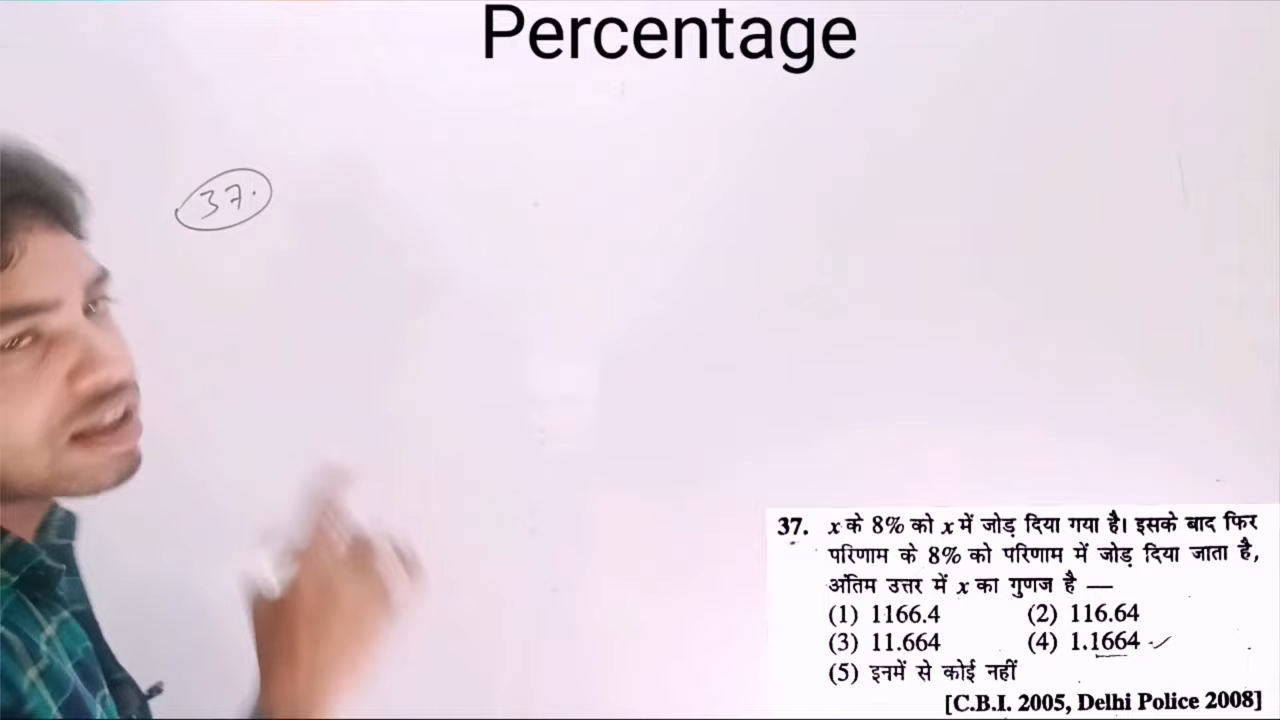 Percentage
37.
37. x के 8% को x में जोड़ दिया गया है। इसके बाद फिर
परिणाम के 8% को परिणाम में जोड़ दिया जाता है,
अंतिम उत्तर में x का गुणज है —
(1) 1166.4 (2) 116.64
(3) 11.664 (4) 1.1664
(5) इनमें से कोई नहीं
[C.B.I. 2005, Delhi Police 2008]